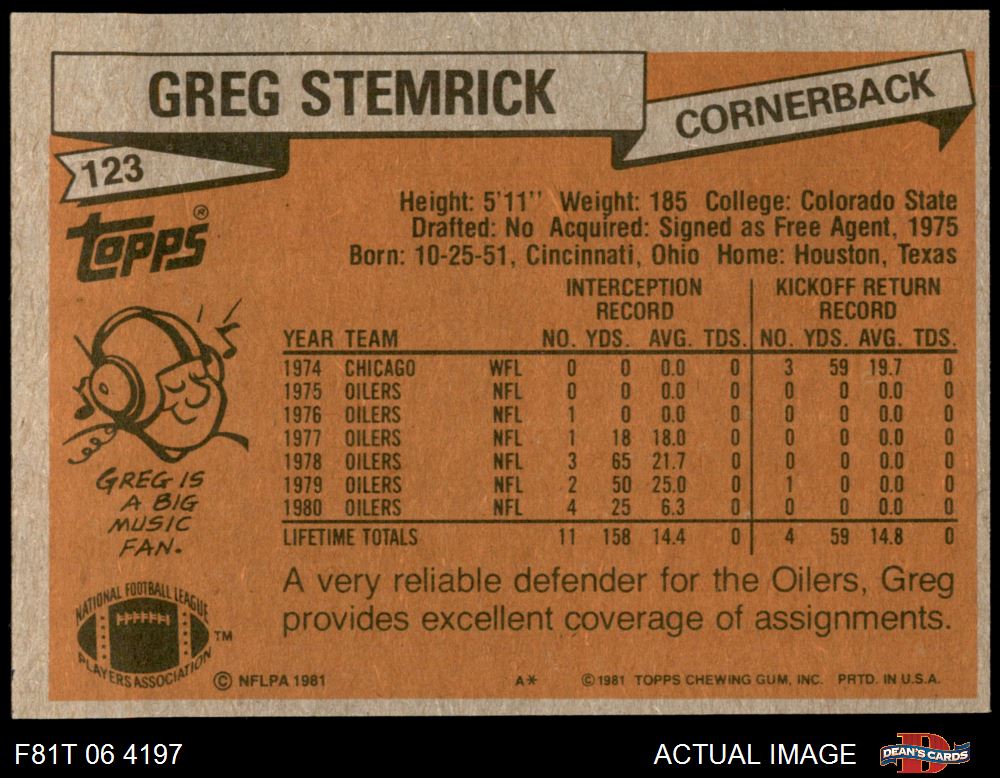 GREG STEMRICK
CORNERBACK
123
Topps®
Height: 5'11'' Weight: 185 College: Colorado State
Drafted: No Acquired: Signed as Free Agent, 1975
Born: 10-25-51, Cincinnati, Ohio Home: Houston, Texas
INTERCEPTION RECORD KICKOFF RETURN RECORD
YEAR TEAM NO. YDS. AVG. TDS. NO. YDS. AVG. TDS.
1974 CHICAGO WFL 0 0 0.0 0 3 59 19.7 0
1975 OILERS NFL 0 0 0.0 0 0 0 0.0 0
1976 OILERS NFL 1 0 0.0 0 0 0 0.0 0
1977 OILERS NFL 1 18 18.0 0 0 0 0.0 0
1978 OILERS NFL 3 65 21.7 0 0 0 0.0 0
1979 OILERS NFL 2 50 25.0 0 1 0 0.0 0
1980 OILERS NFL 4 25 6.3 0 0 0 0.0 0
LIFETIME TOTALS 11 158 14.4 0 4 59 14.8 0
GREG IS
A BIG
MUSIC
FAN.
A very reliable defender for the Oilers, Greg
provides excellent coverage of assignments.
NATIONAL FOOTBALL LEAGUE
PLAYERS ASSOCIATION
TM
© NFLPA 1981 A* © 1981 TOPPS CHEWING GUM, INC. PRTD. IN U.S.A.
F81T 06 4197 ACTUAL IMAGE DEAN'S CARDS